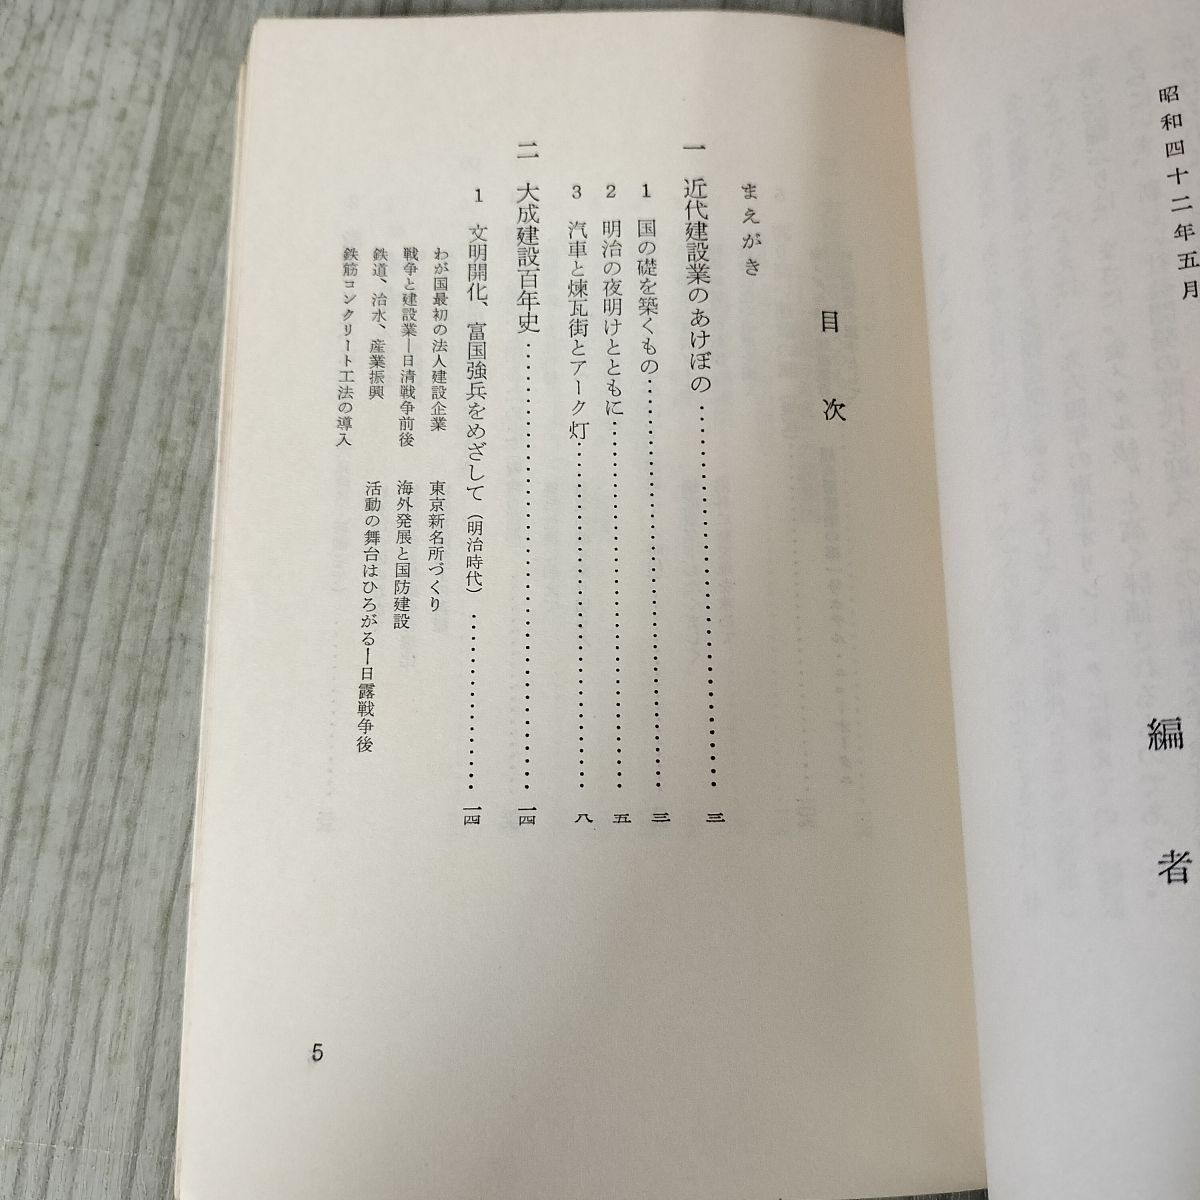 昭和四十二年五月
編者
目次
まえがき
一 近代建設業のあけぼの……三
1 国の礎を築くもの……三
2 明治の夜明けとともに……五
3 汽車と煉瓦街とアーク灯……八
二 大成建設百年史……一四
1 文明開化、富国強兵をめざして（明治時代）……一四
わが国最初の法人建設企業 東京新名所づくり
戦争と建設業―日清戦争前後 海外発展と国防建設
鉄道、治水、産業振興 活動の舞台はひろがる―日露戦争後
鉄筋コンクリート工法の導入
5